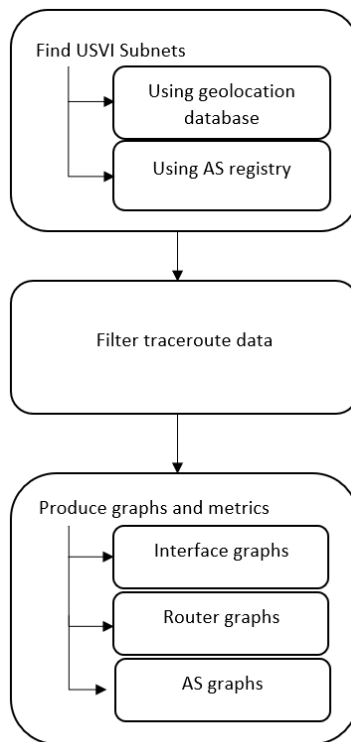 Find USVI Subnets
Using geolocation
database
Using AS registry
Filter traceroute data
Produce graphs and metrics
Interface graphs
Router graphs
AS graphs